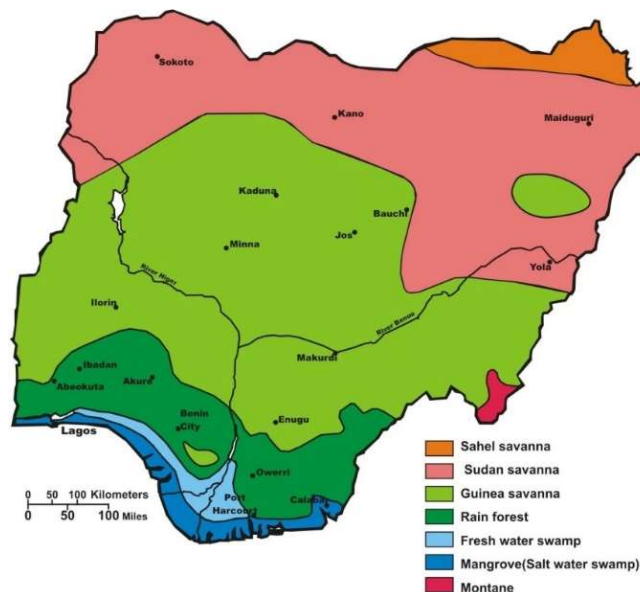 Sokoto
Kano
Maiduguri
Kaduna
Bauchi
Jos
Minna
Yola
River Niger
Ilorin
River Benue
Makurdi
Ibadan
Abeokuta
Akure
Benin
City
Enugu
Lagos
Owerri
Port
Harcourt
Calabar
0 50 100 Kilometers
0 50 100 Miles
Sahel savanna
Sudan savanna
Guinea savanna
Rain forest
Fresh water swamp
Mangrove(Salt water swamp)
Montane